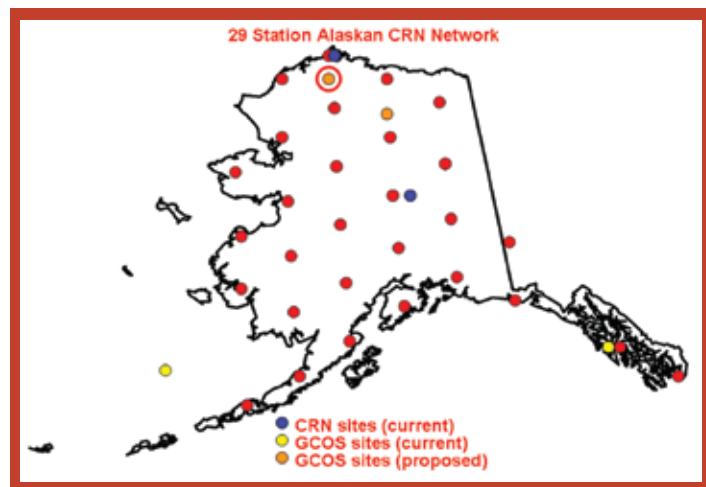 29 Station Alaskan CRN Network
CRN sites (current)
GCOS sites (current)
GCOS sites (proposed)